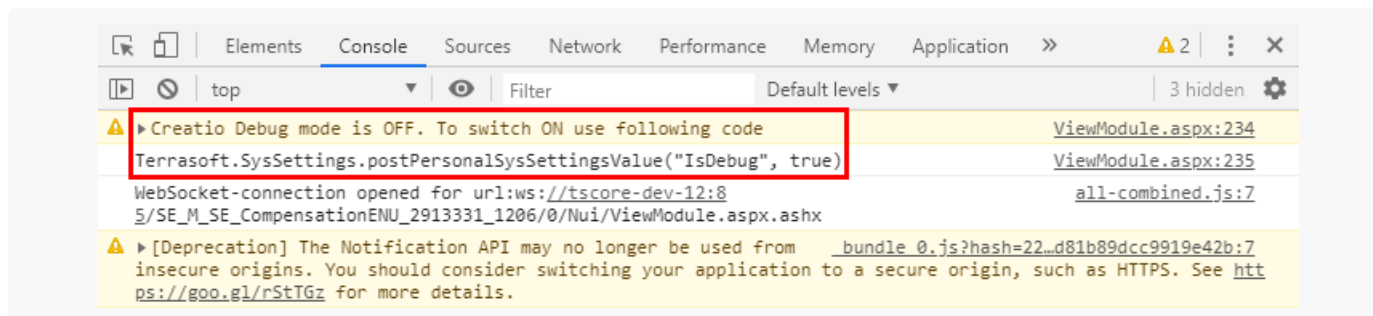 Elements Console Sources Network Performance Memory Application » 2
top Filter Default levels ▼ 3 hidden
Creatio Debug mode is OFF. To switch ON use following code ViewModule.aspx:234
Terrasoft.SysSettings.postPersonalSysSettingsValue("IsDebug", true) ViewModule.aspx:235
WebSocket-connection opened for url:ws://tscore-dev-12:8 all-combined.js:7
5/SE_M_SE_CompensationENU_2913331_1206/0/Nui/ViewModule.aspx.ashx
[Deprecation] The Notification API may no longer be used from _bundle_0.js?hash=22…d81b89dcc9919e42b:7
insecure origins. You should consider switching your application to a secure origin, such as HTTPS. See htt
ps://goo.gl/rStTGz for more details.